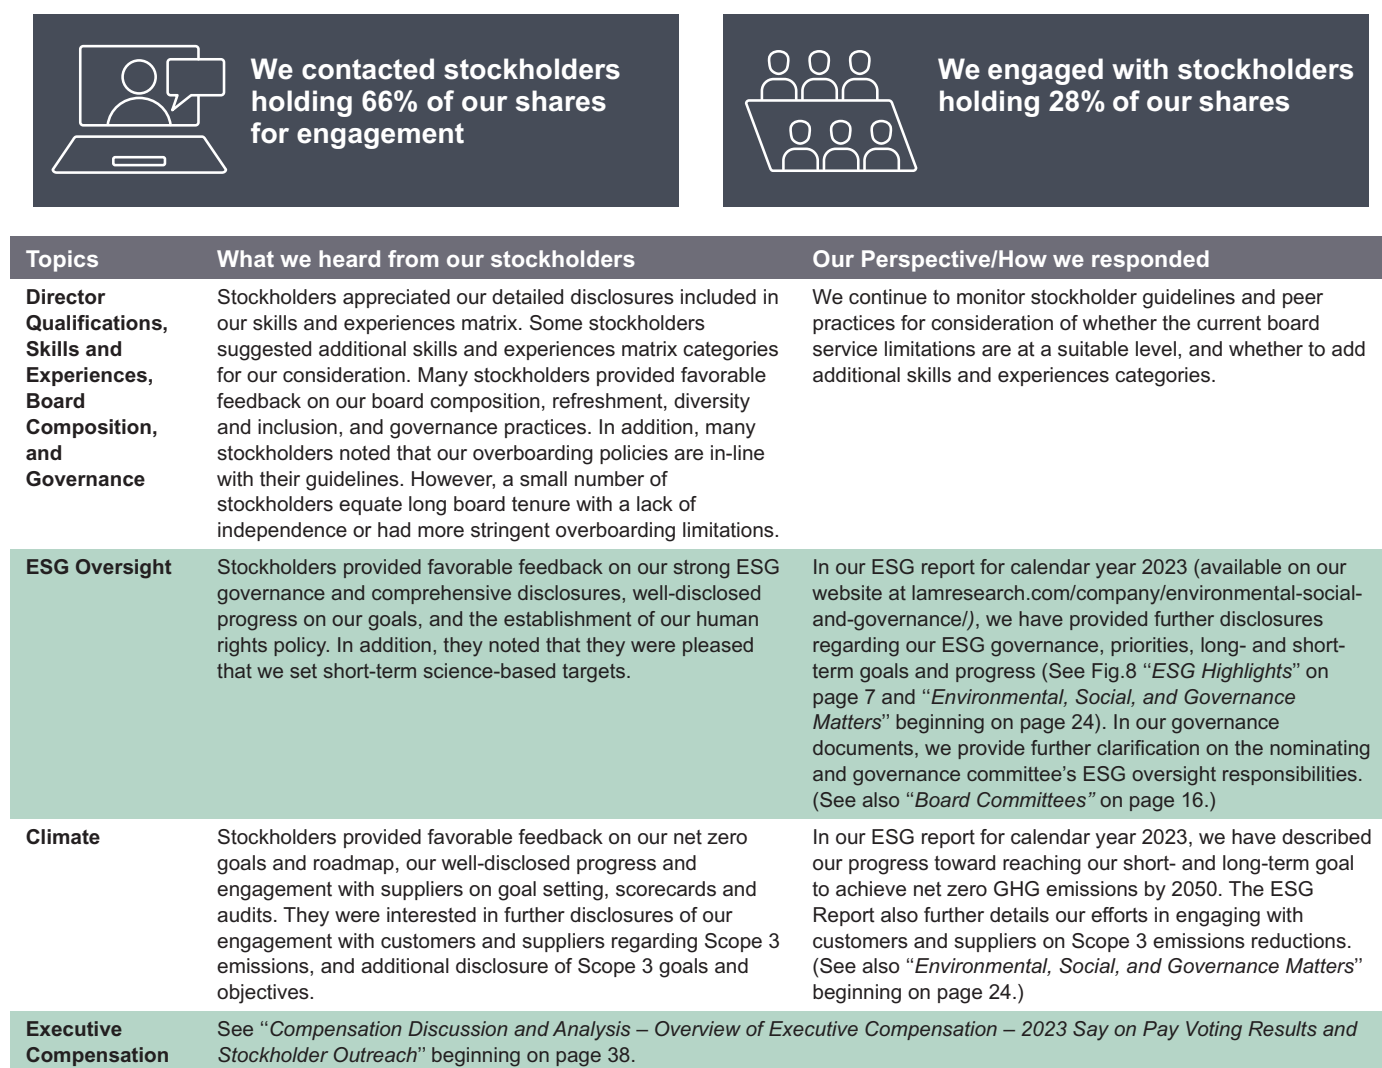 We contacted stockholders
holding 66% of our shares
for engagement
We engaged with stockholders
holding 28% of our shares
Topics
What we heard from our stockholders
Our Perspective/How we responded
Director
Qualifications,
Skills and
Experiences,
Board
Composition,
and
Governance
Stockholders appreciated our detailed disclosures included in
our skills and experiences matrix. Some stockholders
suggested additional skills and experiences matrix categories
for our consideration. Many stockholders provided favorable
feedback on our board composition, refreshment, diversity
and inclusion, and governance practices. In addition, many
stockholders noted that our overboarding policies are in-line
with their guidelines. However, a small number of
stockholders equate long board tenure with a lack of
independence or had more stringent overboarding limitations.
We continue to monitor stockholder guidelines and peer
practices for consideration of whether the current board
service limitations are at a suitable level, and whether to add
additional skills and experiences categories.
ESG Oversight
Stockholders provided favorable feedback on our strong ESG
governance and comprehensive disclosures, well-disclosed
progress on our goals, and the establishment of our human
rights policy. In addition, they noted that they were pleased
that we set short-term science-based targets.
In our ESG report for calendar year 2023 (available on our
website at lamresearch.com/company/environmental-social-
and-governance/), we have provided further disclosures
regarding our ESG governance, priorities, long- and short-
term goals and progress (See Fig.8 ‘‘ESG Highlights’’ on
page 7 and ‘‘Environmental, Social, and Governance
Matters’’ beginning on page 24). In our governance
documents, we provide further clarification on the nominating
and governance committee’s ESG oversight responsibilities.
(See also ‘‘Board Committees” on page 16.)
Climate
Stockholders provided favorable feedback on our net zero
goals and roadmap, our well-disclosed progress and
engagement with suppliers on goal setting, scorecards and
audits. They were interested in further disclosures of our
engagement with customers and suppliers regarding Scope 3
emissions, and additional disclosure of Scope 3 goals and
objectives.
In our ESG report for calendar year 2023, we have described
our progress toward reaching our short- and long-term goal
to achieve net zero GHG emissions by 2050. The ESG
Report also further details our efforts in engaging with
customers and suppliers on Scope 3 emissions reductions.
(See also ‘‘Environmental, Social, and Governance Matters’’
beginning on page 24.)
Executive
Compensation
See ‘‘Compensation Discussion and Analysis – Overview of Executive Compensation – 2023 Say on Pay Voting Results and
Stockholder Outreach’’ beginning on page 38.